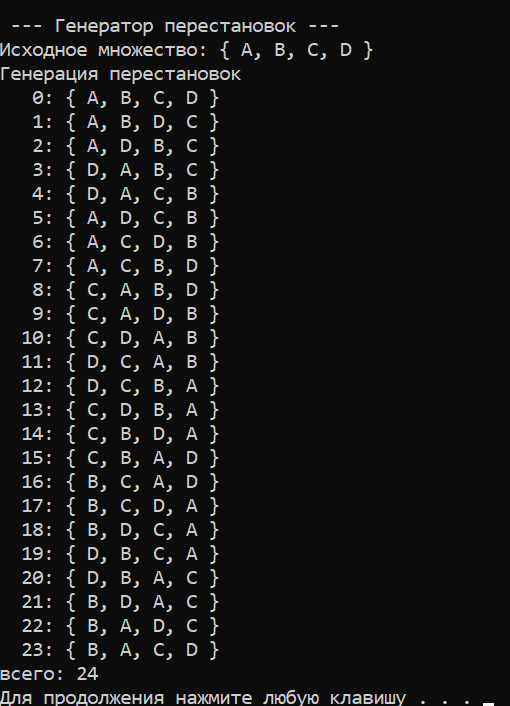 --- Генератор перестановок ---
Исходное множество: { A, B, C, D }
Генерация перестановок
0: { A, B, C, D }
1: { A, B, D, C }
2: { A, D, B, C }
3: { D, A, B, C }
4: { D, A, C, B }
5: { A, D, C, B }
6: { A, C, D, B }
7: { A, C, B, D }
8: { C, A, B, D }
9: { C, A, D, B }
10: { C, D, A, B }
11: { D, C, A, B }
12: { D, C, B, A }
13: { C, D, B, A }
14: { C, B, D, A }
15: { C, B, A, D }
16: { B, C, A, D }
17: { B, C, D, A }
18: { B, D, C, A }
19: { D, B, C, A }
20: { D, B, A, C }
21: { B, D, A, C }
22: { B, A, D, C }
23: { B, A, C, D }
всего: 24
Для продолжения нажмите любую клавишу . . .